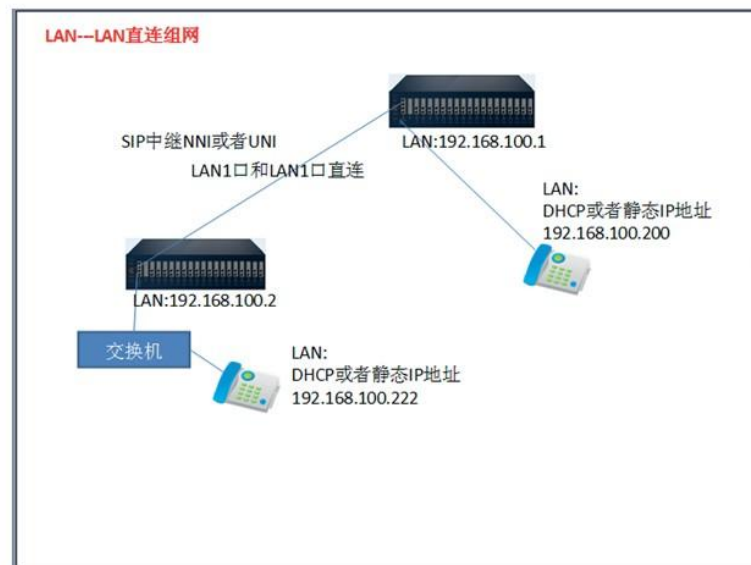 LAN---LAN直连组网
SIP中继NNI或者UNI
LAN1口和LAN1口直连
LAN:192.168.100.1
LAN:
DHCP或者静态IP地址
192.168.100.200
LAN:192.168.100.2
交换机
LAN:
DHCP或者静态IP地址
192.168.100.222